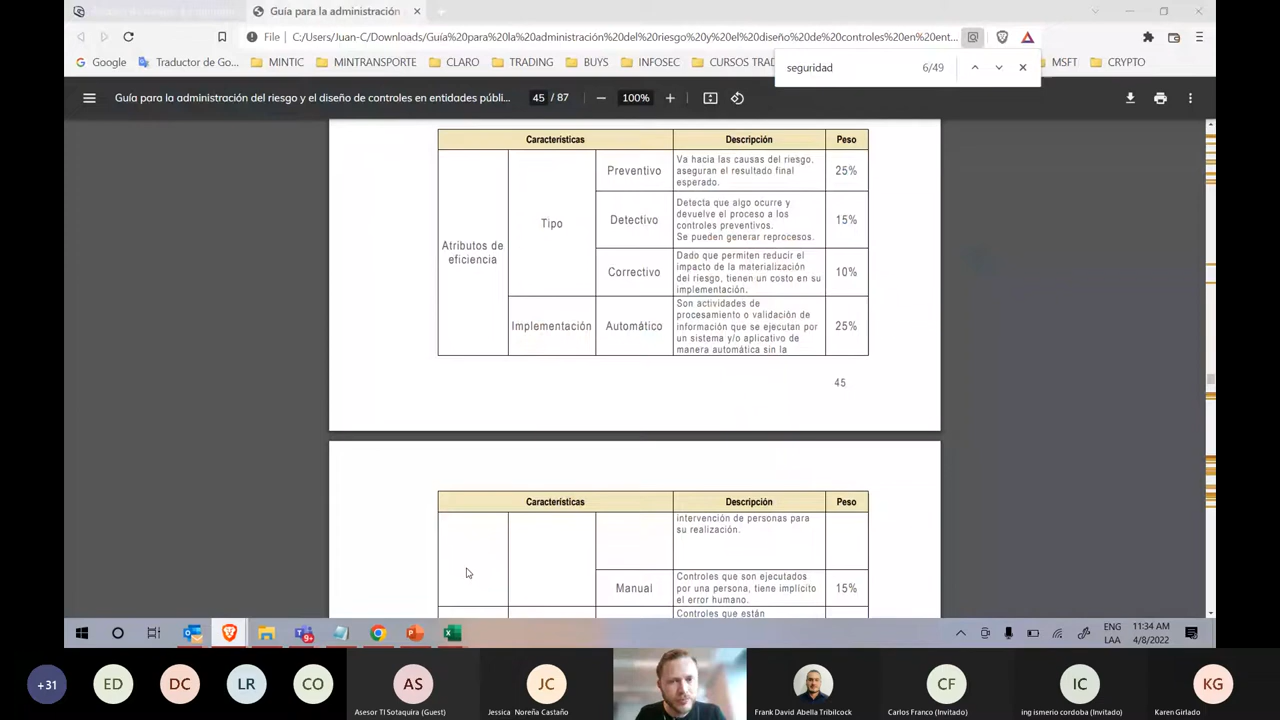 Guía para la administración
File
C:/Users/Juan-C/Downloads/Guía%20para%20la%20administración%20del%20riesgo%20y%20el%20diseño%20de%20controles%20en%20ent...
Google
Traductor de Go...
MINTIC
MINTRANSPORTE
CLARO
TRADING
BUYS
INFOSEC
CURSOS TRAD
MSFT
CRYPTO
seguridad
6/49
Guía para la administración del riesgo y el diseño de controles en entidades públi...
45 / 87
100%
Características
Descripción
Peso
Atributos de
eficiencia
Tipo
Preventivo
Va hacia las causas del riesgo,
aseguran el resultado final
esperado.
25%
Detectivo
Detecta que algo ocurre y
devuelve el proceso a los
controles preventivos.
Se pueden generar reprocesos.
15%
Correctivo
Dado que permiten reducir el
impacto de la materialización
del riesgo, tienen un costo en su
implementación.
10%
Implementación
Automático
Son actividades de
procesamiento o validación de
información que se ejecutan por
un sistema y/o aplicativo de
manera automática sin la
25%
45
Características
Descripción
Peso
intervención de personas para
su realización.
Manual
Controles que son ejecutados
por una persona, tiene implícito
el error humano.
15%
Controles que están
9+
ENG
LAA
11:34 AM
4/8/2022
+31
ED
DC
LR
CO
AS
Asesor TI Sotaquira (Guest)
JC
Jessica Noreña Castaño
Frank David Abella Tribilcock
CF
Carlos Franco (Invitado)
IC
ing ismerio cordoba (Invitado)
KG
Karen Girlado